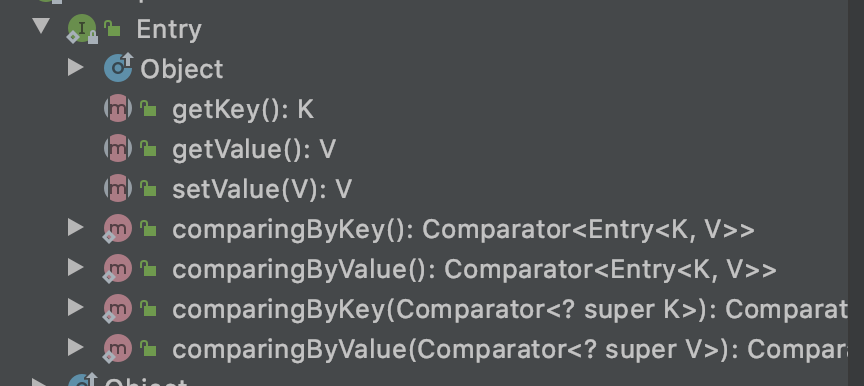 Entry
Object
getKey(): K
getValue(): V
setValue(V): V
comparingByKey(): Comparator<Entry<K, V>>
comparingByValue(): Comparator<Entry<K, V>>
comparingByKey(Comparator<? super K>): Comparat
comparingByValue(Comparator<? super V>): Compar
Object